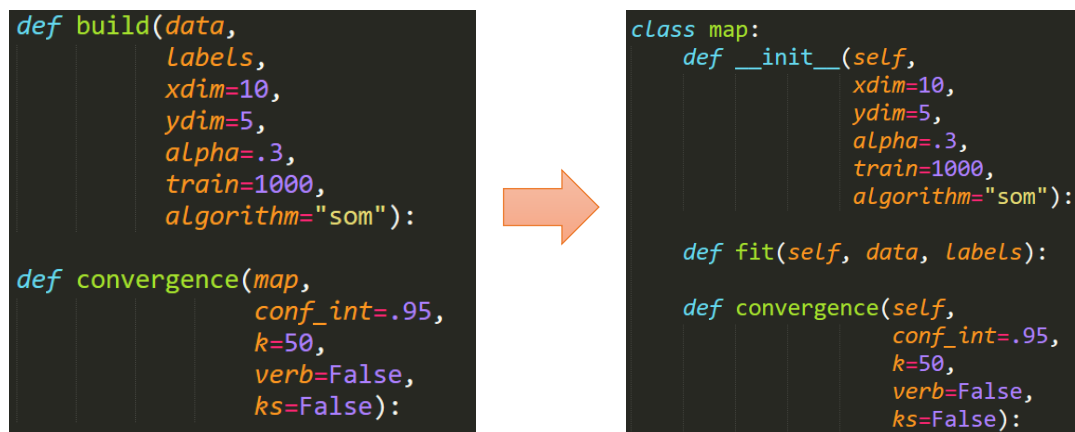 def build(data,
labels,
xdim=10,
ydim=5,
alpha=.3,
train=1000,
algorithm="som"):
def convergence(map,
conf_int=.95,
k=50,
verb=False,
ks=False):
class map:
def __init__(self,
xdim=10,
ydim=5,
alpha=.3,
train=1000,
algorithm="som"):
def fit(self, data, labels):
def convergence(self,
conf_int=.95,
k=50,
verb=False,
ks=False):